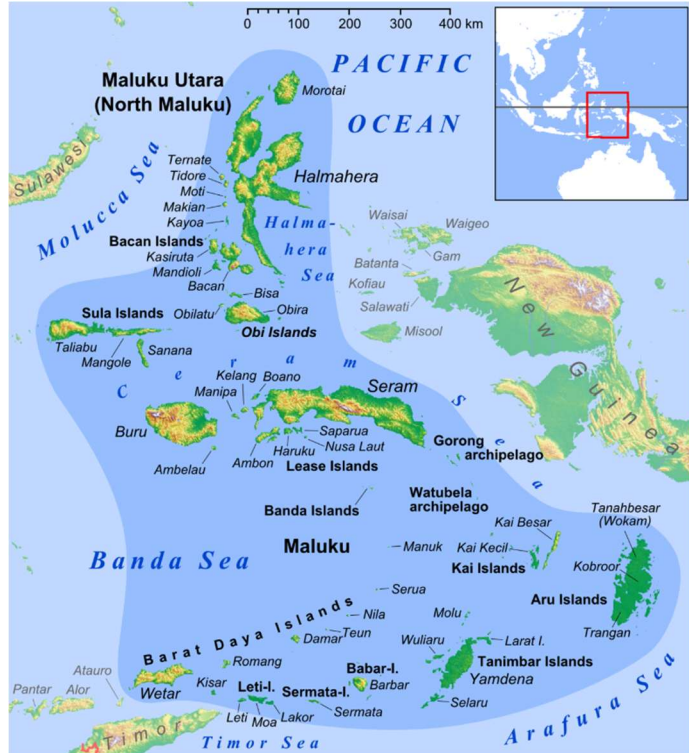 0 100 200 300 400 km
PACIFIC
OCEAN
Maluku Utara
(North Maluku)
Morotai
Sulawesi
Molucca Sea
Ternate
Tidore
Moti
Makian
Kayoa
Halmahera
Halma-
hera
Sea
Bacan Islands
Kasiruta
Mandioli
Bacan
Waisai
Waigeo
Gam
Batanta
Kofiau
Salawati
Misool
New Guinea
Bisa
Obilatu
Obira
Obi Islands
Sula Islands
Taliabu
Mangole
Sanana
Ceram Sea
Kelang
Boano
Manipa
Seram
Buru
Ambelau
Ambon
Saparua
Haruku
Nusa Laut
Lease Islands
Gorong
archipelago
Banda Islands
Watubela
archipelago
Kai Besar
Tanahbesar
(Wokam)
Maluku
Manuk
Kai Kecil
Kai Islands
Kobroor
Banda Sea
Aru Islands
Trangan
Serua
Nila
Teun
Damar
Barat Daya Islands
Molu
Wuliaru
Larat I.
Tanimbar Islands
Yamdena
Selaru
Romang
Wetar
Kisar
Babar-I.
Barbar
Leti-I.
Sermata-I.
Leti
Moa
Lakor
Sermata
Atauro
Pantar
Alor
Timor
Timor Sea
Arafura Sea